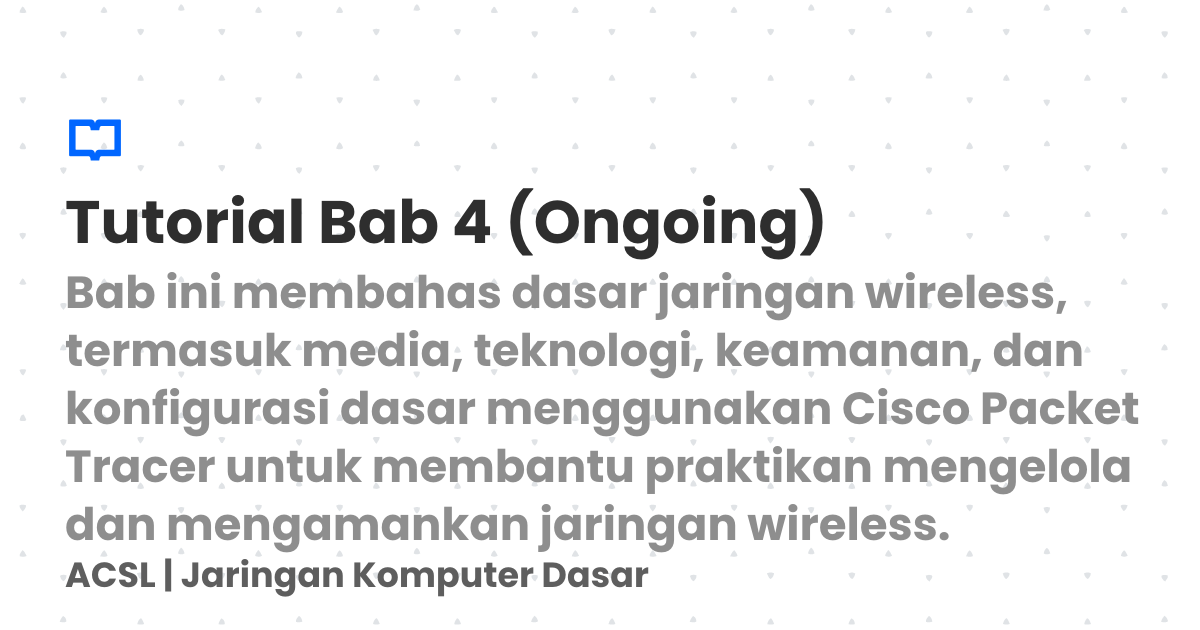 Tutorial Bab 4 (Ongoing)
Bab ini membahas dasar jaringan wireless,
termasuk media, teknologi, keamanan, dan
konfigurasi dasar menggunakan Cisco Packet
Tracer untuk membantu praktikan mengelola
dan mengamankan jaringan wireless.
ACSL | Jaringan Komputer Dasar